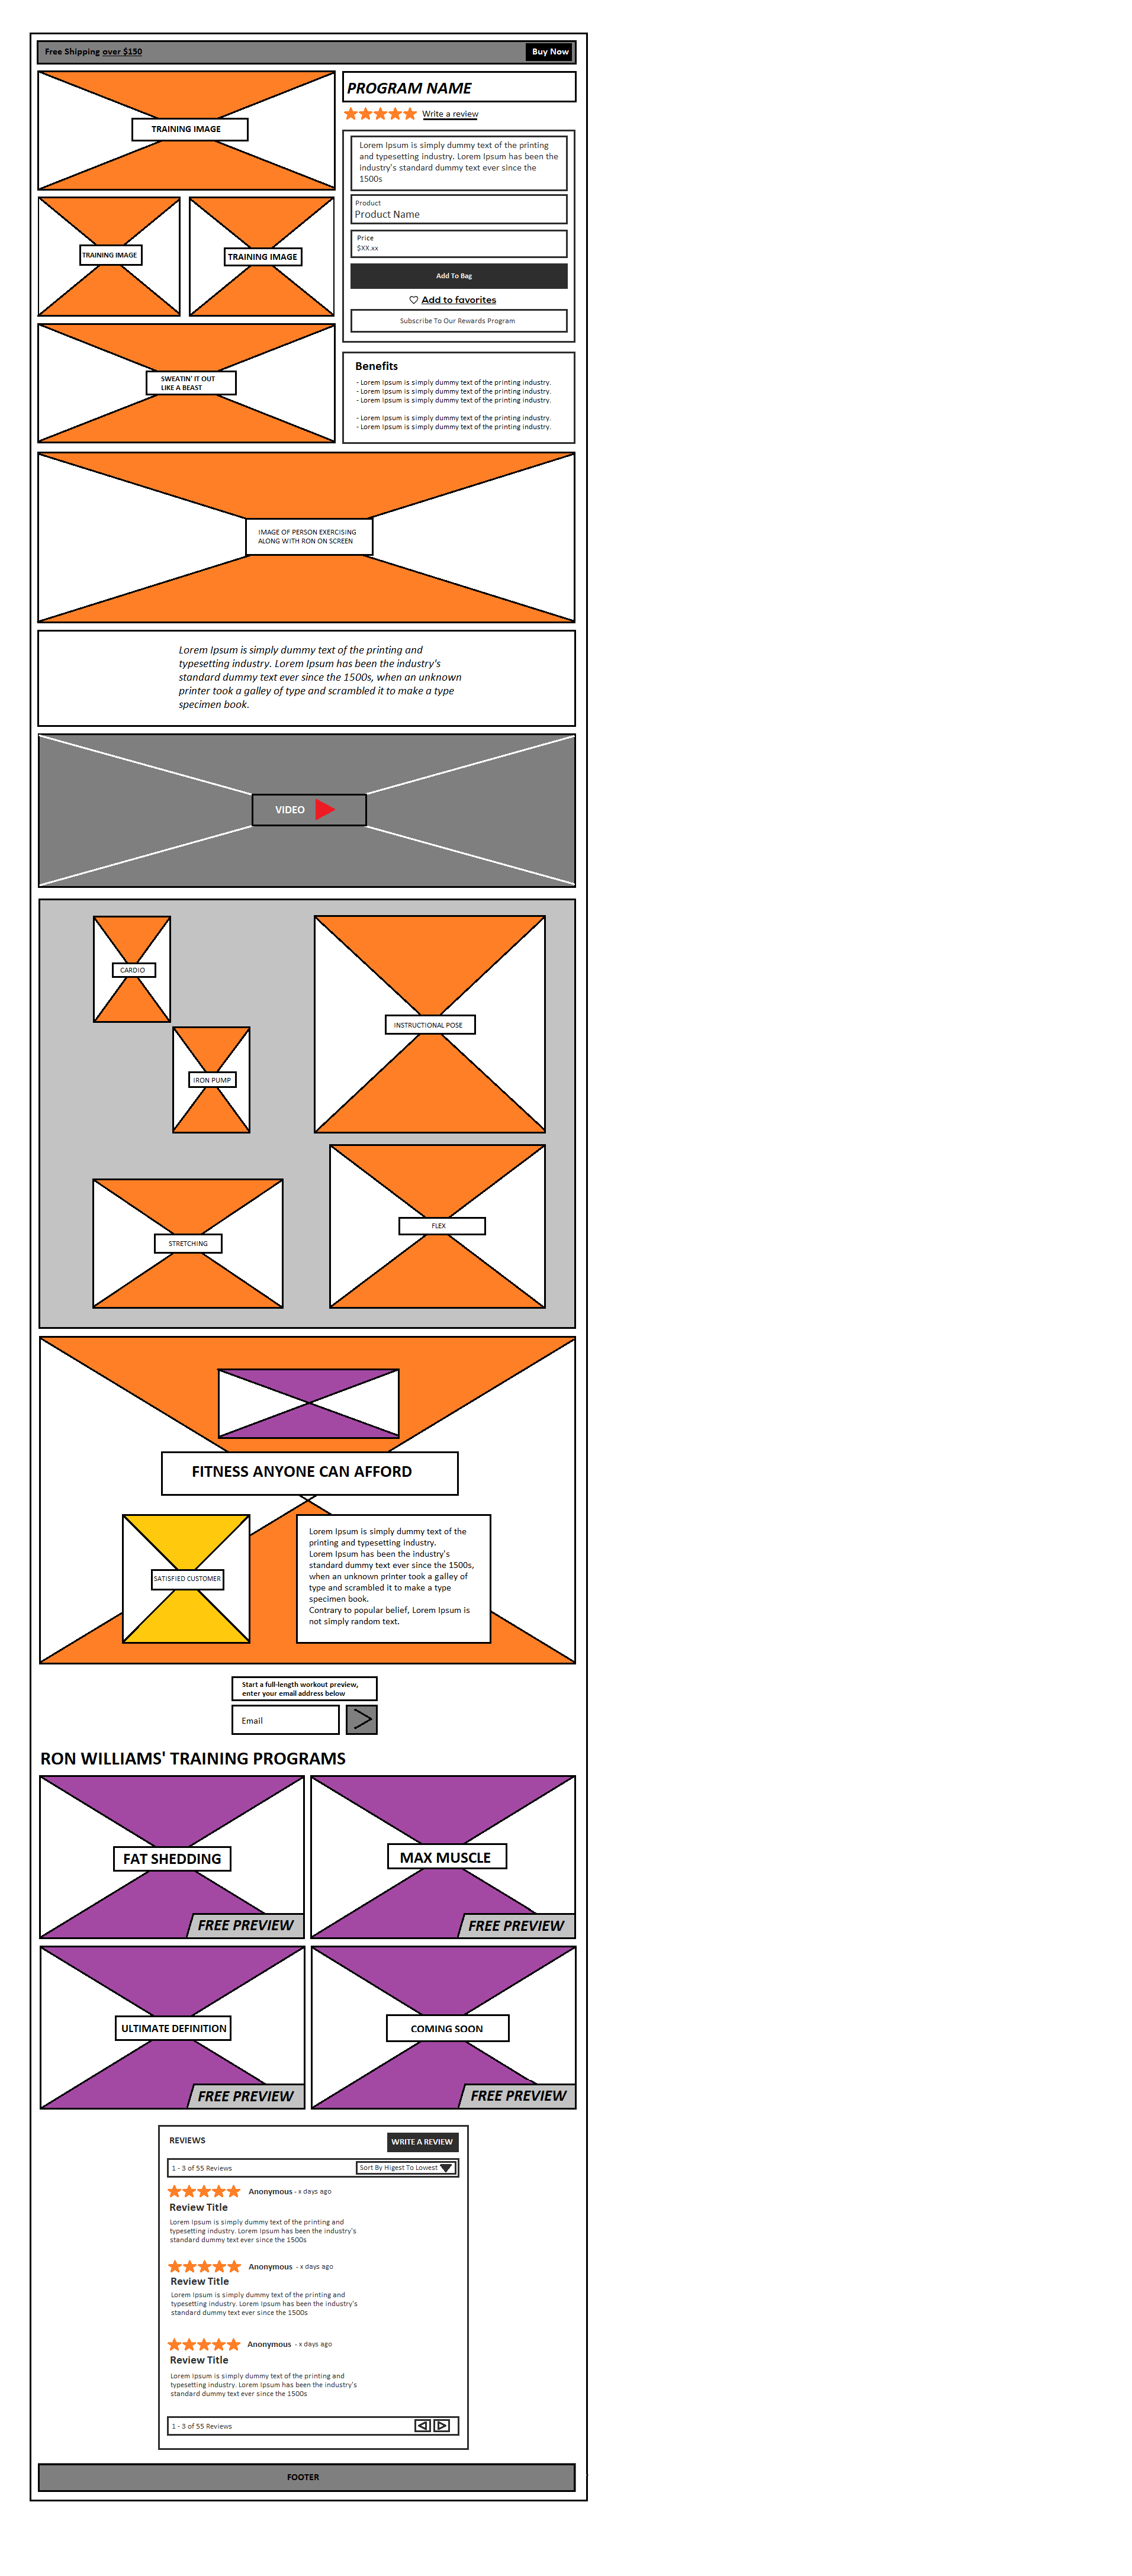 Free Shipping over $150
Buy Now
TRAINING IMAGE
TRAINING IMAGE
TRAINING IMAGE
SWEATIN' IT OUT
LIKE A BEAST
PROGRAM NAME
Write a review
Lorem Ipsum is simply dummy text of the printing
and typesetting industry. Lorem Ipsum has been the
industry's standard dummy text ever since the
1500s
Product
Product Name
Price
$XX.xx
Add To Bag
Add to favorites
Subscribe To Our Rewards Program
Benefits
- Lorem Ipsum is simply dummy text of the printing industry.
- Lorem Ipsum is simply dummy text of the printing industry.
- Lorem Ipsum is simply dummy text of the printing industry.
- Lorem Ipsum is simply dummy text of the printing industry.
- Lorem Ipsum is simply dummy text of the printing industry.
IMAGE OF PERSON EXERCISING
ALONG WITH RON ON SCREEN
Lorem Ipsum is simply dummy text of the printing and
typesetting industry. Lorem Ipsum has been the industry's
standard dummy text ever since the 1500s, when an unknown
printer took a galley of type and scrambled it to make a type
specimen book.
VIDEO
CARDIO
INSTRUCTIONAL POSE
IRON PUMP
FLEX
STRETCHING
FITNESS ANYONE CAN AFFORD
SATISFIED CUSTOMER
Lorem Ipsum is simply dummy text of the
printing and typesetting industry.
Lorem Ipsum has been the industry's
standard dummy text ever since the 1500s,
when an unknown printer took a galley of
type and scrambled it to make a type
specimen book.
Contrary to popular belief, Lorem Ipsum is
not simply random text.
Start a full-length workout preview,
enter your email address below
Email
RON WILLIAMS' TRAINING PROGRAMS
FAT SHEDDING
FREE PREVIEW
MAX MUSCLE
FREE PREVIEW
ULTIMATE DEFINITION
FREE PREVIEW
COMING SOON
FREE PREVIEW
REVIEWS
WRITE A REVIEW
1 - 3 of 55 Reviews
Sort By Higest To Lowest
Anonymous - x days ago
Review Title
Lorem Ipsum is simply dummy text of the printing and
typesetting industry. Lorem Ipsum has been the industry's
standard dummy text ever since the 1500s
Anonymous - x days ago
Review Title
Lorem Ipsum is simply dummy text of the printing and
typesetting industry. Lorem Ipsum has been the industry's
standard dummy text ever since the 1500s
Anonymous - x days ago
Review Title
Lorem Ipsum is simply dummy text of the printing and
typesetting industry. Lorem Ipsum has been the industry's
standard dummy text ever since the 1500s
1 - 3 of 55 Reviews
FOOTER